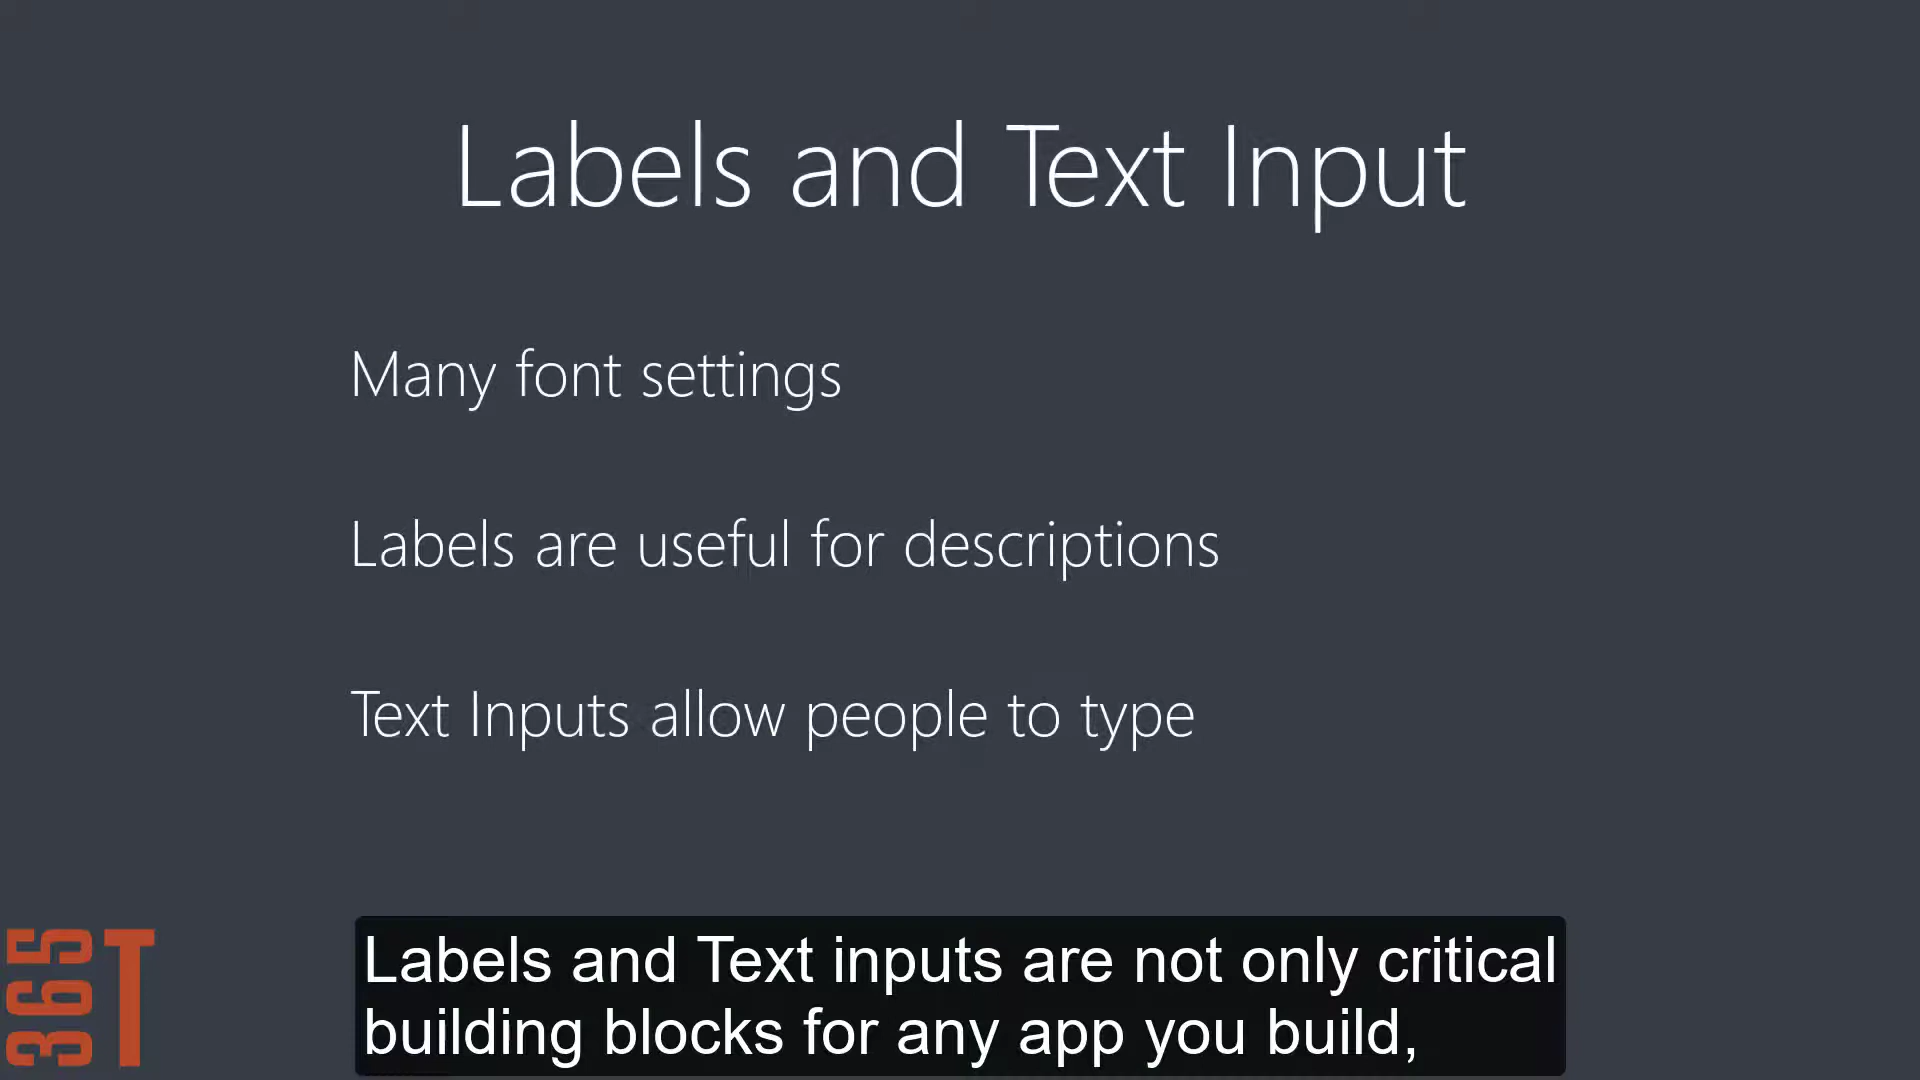 Labels and Text Input
Many font settings
Labels are useful for descriptions
Text Inputs allow people to type
365
T
Labels and Text inputs are not only critical
building blocks for any app you build,